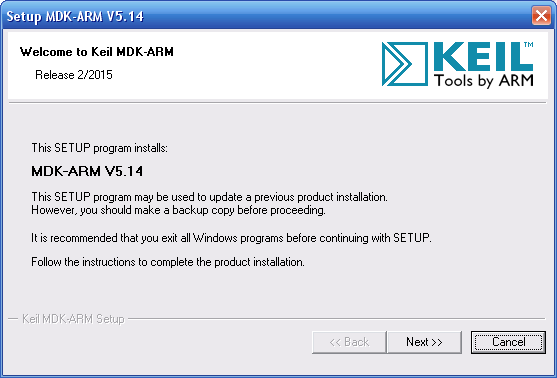 Setup MDK-ARM V5.14
Welcome to Keil MDK-ARM
Release 2/2015
KEIL™
Tools by ARM
This SETUP program installs:
MDK-ARM V5.14
This SETUP program may be used to update a previous product installation.
However, you should make a backup copy before proceeding.
It is recommended that you exit all Windows programs before continuing with SETUP.
Follow the instructions to complete the product installation.
Keil MDK-ARM Setup
<< Back
Next >>
Cancel